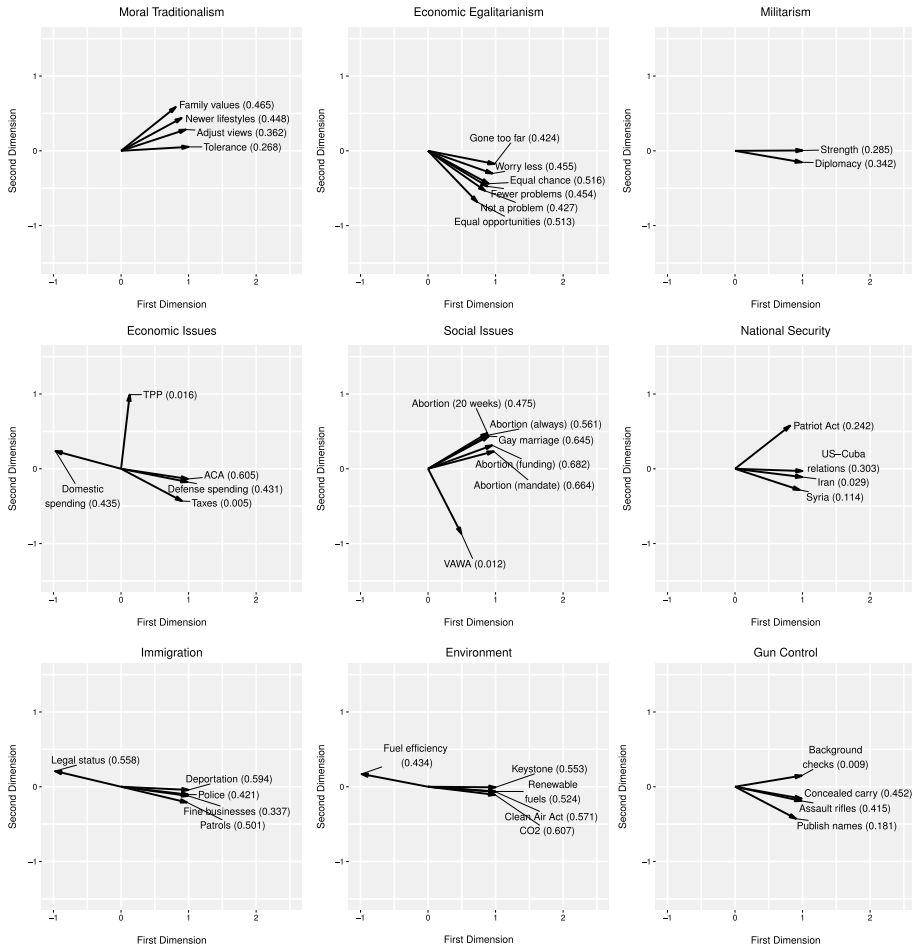 Moral Traditionalism
Second Dimension
1
0
−1
Family values (0.465)
Newer lifestyles (0.448)
Adjust views (0.362)
Tolerance (0.268)
−1 0 1 2
First Dimension
Economic Egalitarianism
Second Dimension
1
0
−1
Gone too far (0.424)
Worry less (0.455)
Equal chance (0.516)
Fewer problems (0.454)
Not a problem (0.427)
Equal opportunities (0.513)
−1 0 1 2
First Dimension
Militarism
Second Dimension
1
0
−1
Strength (0.285)
Diplomacy (0.342)
−1 0 1 2
First Dimension
Economic Issues
Second Dimension
1
0
−1
TPP (0.016)
ACA (0.605)
Defense spending (0.431)
Taxes (0.005)
Domestic
spending (0.435)
−1 0 1 2
First Dimension
Social Issues
Second Dimension
1
0
−1
Abortion (20 weeks) (0.475)
Abortion (always) (0.561)
Gay marriage (0.645)
Abortion (funding) (0.682)
Abortion (mandate) (0.664)
VAWA (0.012)
−1 0 1 2
First Dimension
National Security
Second Dimension
1
0
−1
Patriot Act (0.242)
US−Cuba
relations (0.303)
Iran (0.029)
Syria (0.114)
−1 0 1 2
First Dimension
Immigration
Second Dimension
1
0
−1
Legal status (0.558)
Deportation (0.594)
Police (0.421)
Fine businesses (0.337)
Patrols (0.501)
−1 0 1 2
First Dimension
Environment
Second Dimension
1
0
−1
Fuel efficiency
(0.434)
Keystone (0.553)
Renewable
fuels (0.524)
Clean Air Act (0.571)
CO2 (0.607)
−1 0 1 2
First Dimension
Gun Control
Second Dimension
1
0
−1
Background
checks (0.009)
Concealed carry (0.452)
Assault rifles (0.415)
Publish names (0.181)
−1 0 1 2
First Dimension